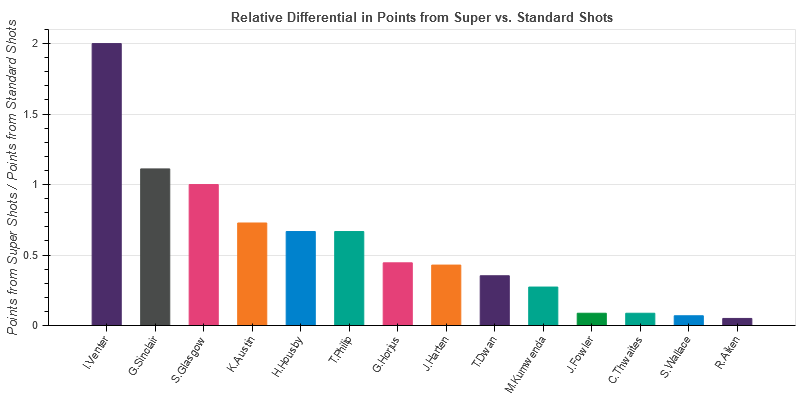 Relative Differential in Points from Super vs. Standard Shots
Points from Super Shots / Points from Standard Shots
2
1.5
1
0.5
0
I.Venter
G.Sinclair
S.Glasgow
K.Austin
H.Housby
T.Philip
G.Horjus
J.Harten
T.Dwan
M.Kumwenda
J.Fowler
C.Thwaites
S.Wallace
R.Aiken